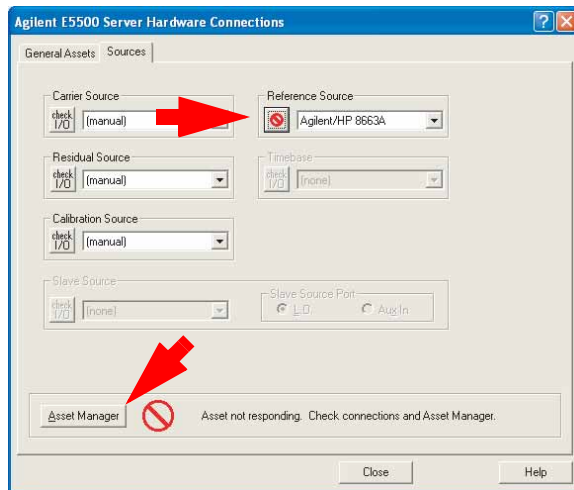 Agilent E5500 Server Hardware Connections
General Assets Sources
Carrier Source
check I/O (manual)
Reference Source
Agilent/HP 8663A
Residual Source
check I/O (manual)
Timebase
check I/O (none)
Calibration Source
check I/O (manual)
Slave Source
check I/O (none)
Slave Source Port
L.O. Aux In
Asset Manager
Asset not responding. Check connections and Asset Manager.
Close Help